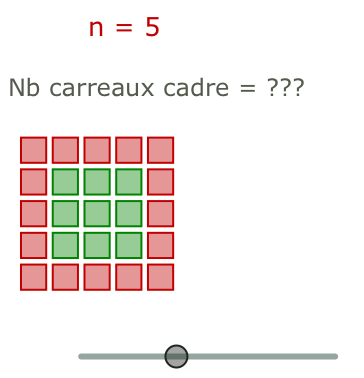 n = 5
Nb carreaux cadre = ???